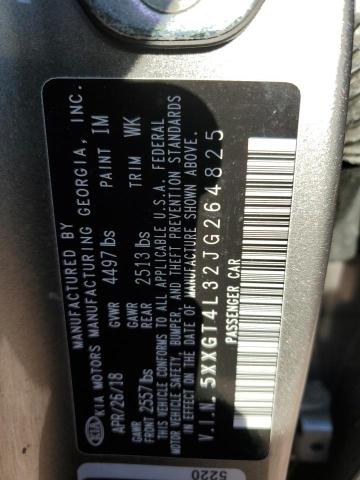 MANUFACTURED BY
KIA KIA MOTORS MANUFACTURING GEORGIA, INC.
APR/26/18 GVWR 4497 lbs PAINT IM
GAWR GAWR
FRONT 2557 lbs REAR 2513 lbs TRIM WK
THIS VEHICLE CONFORMS TO ALL APPLICABLE U.S.A. FEDERAL
MOTOR VEHICLE SAFETY, BUMPER, AND THEFT PREVENTION STANDARDS
IN EFFECT ON THE DATE OF MANUFACTURE SHOWN ABOVE.
V.I.N. 5XXGT4L32JG264825
PASSENGER CAR
5220